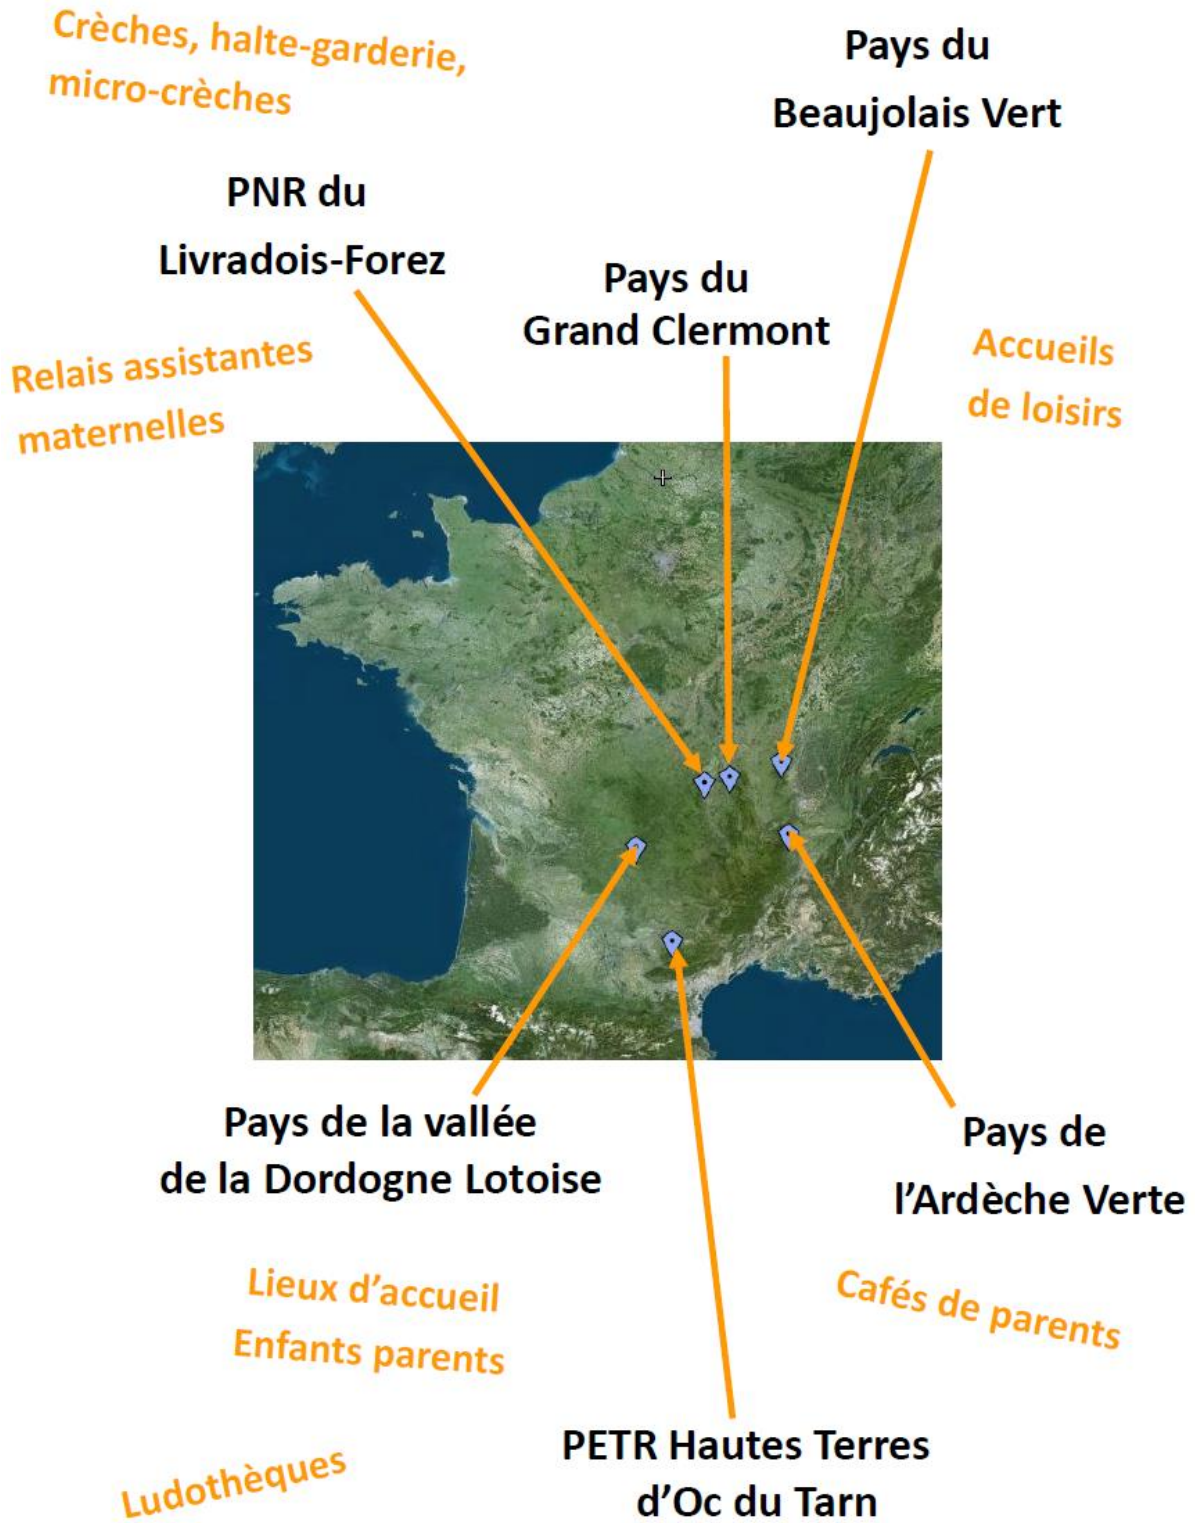 Crèches, halte-garderie,
micro-crèches
Pays du
Beaujolais Vert
PNR du
Livradois-Forez
Pays du
Grand Clermont
Relais assistantes
maternelles
Accueils
de loisirs
Pays de la vallée
de la Dordogne Lotoise
Pays de
l'Ardèche Verte
Lieux d'accueil
Enfants parents
Cafés de parents
PETR Hautes Terres
d'Oc du Tarn
Ludothèques